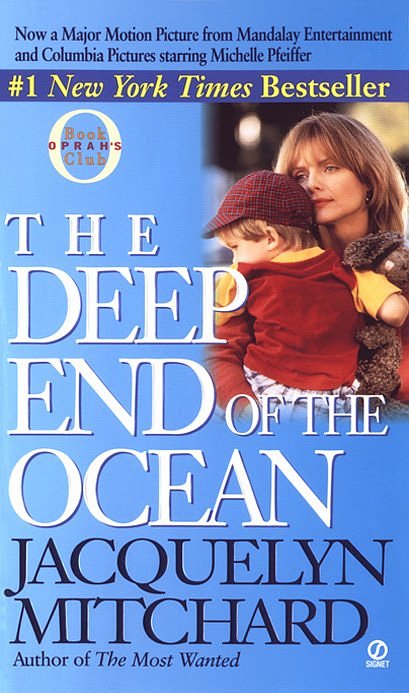 Now a Major Motion Picture from Mandalay Entertainment
and Columbia Pictures starring Michelle Pfeiffer
#1 New York Times Bestseller
Book
OPRAH'S
Club
THE
DEEP
END OF THE
OCEAN
JACQUELYN
MITCHARD
Author of The Most Wanted
SIGNET